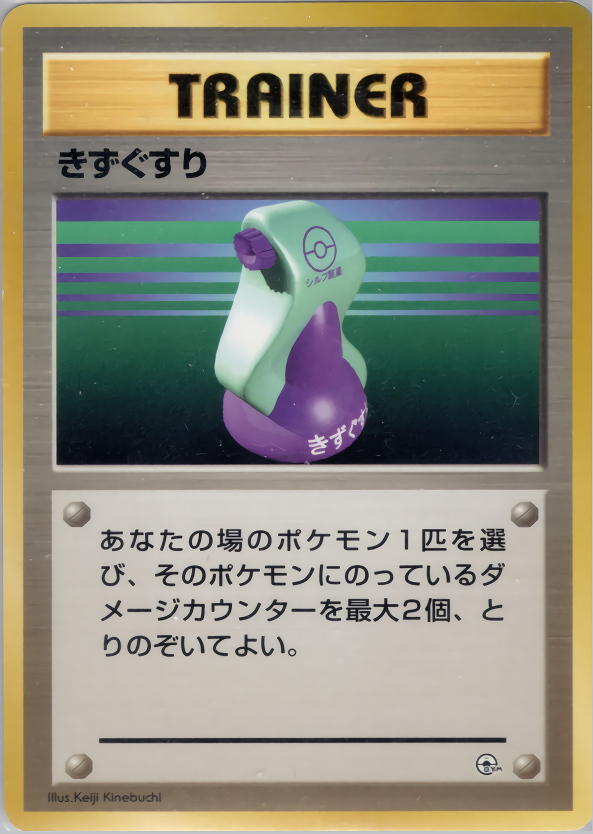 TRAINER
きずぐすり
シルフ製薬
きずぐす
あなたの場のポケモン1匹を選
び、そのポケモンにのっているダ
メージカウンターを最大2個、と
りのぞいてよい。
GYM
Illus.Keiji Kinebuchi